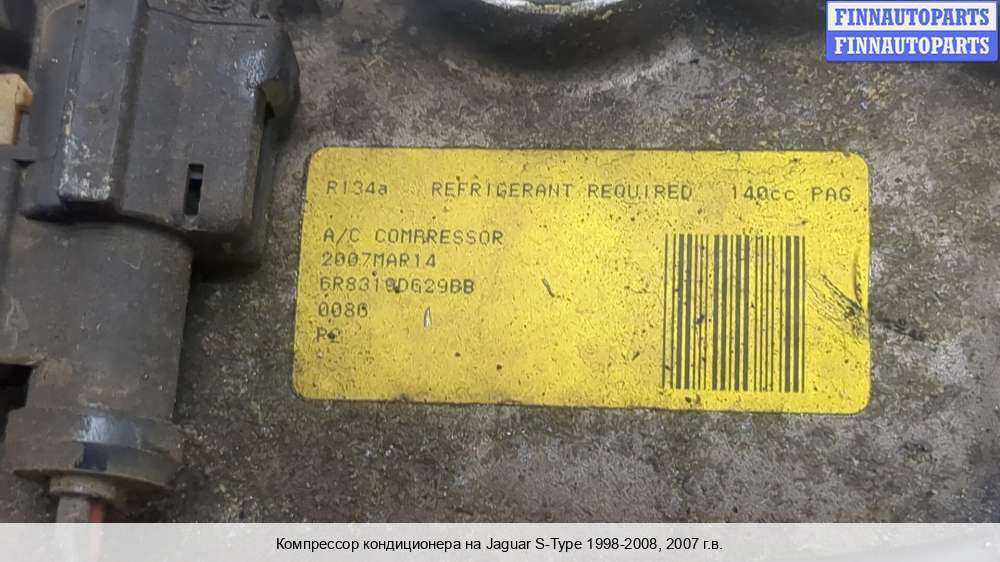 FINNAUTOPARTS
FINNAUTOPARTS
R134a REFRIGERANT REQUIRED 140cc PAG
A/C COMPRESSOR
2007MAR14
6R8319D629BB
0086
Компрессор кондиционера на Jaguar S-Type 1998-2008, 2007 г.в.